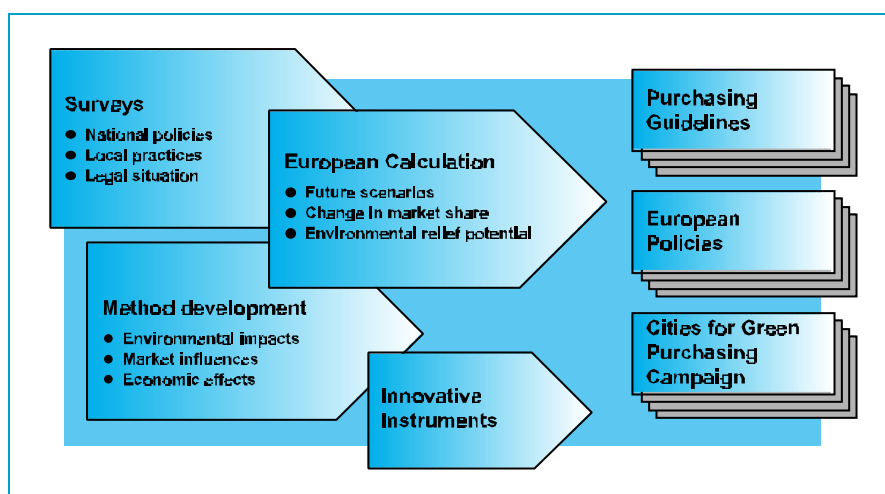 Surveys
● National policies
● Local practices
● Legal situation
European Calculation
● Future scenarios
● Change in market share
● Environmental relief potential
Method development
● Environmental impacts
● Market influences
● Economic effects
Innovative
Instruments
Purchasing
Guidelines
European
Policies
Cities for Green
Purchasing
Campaign